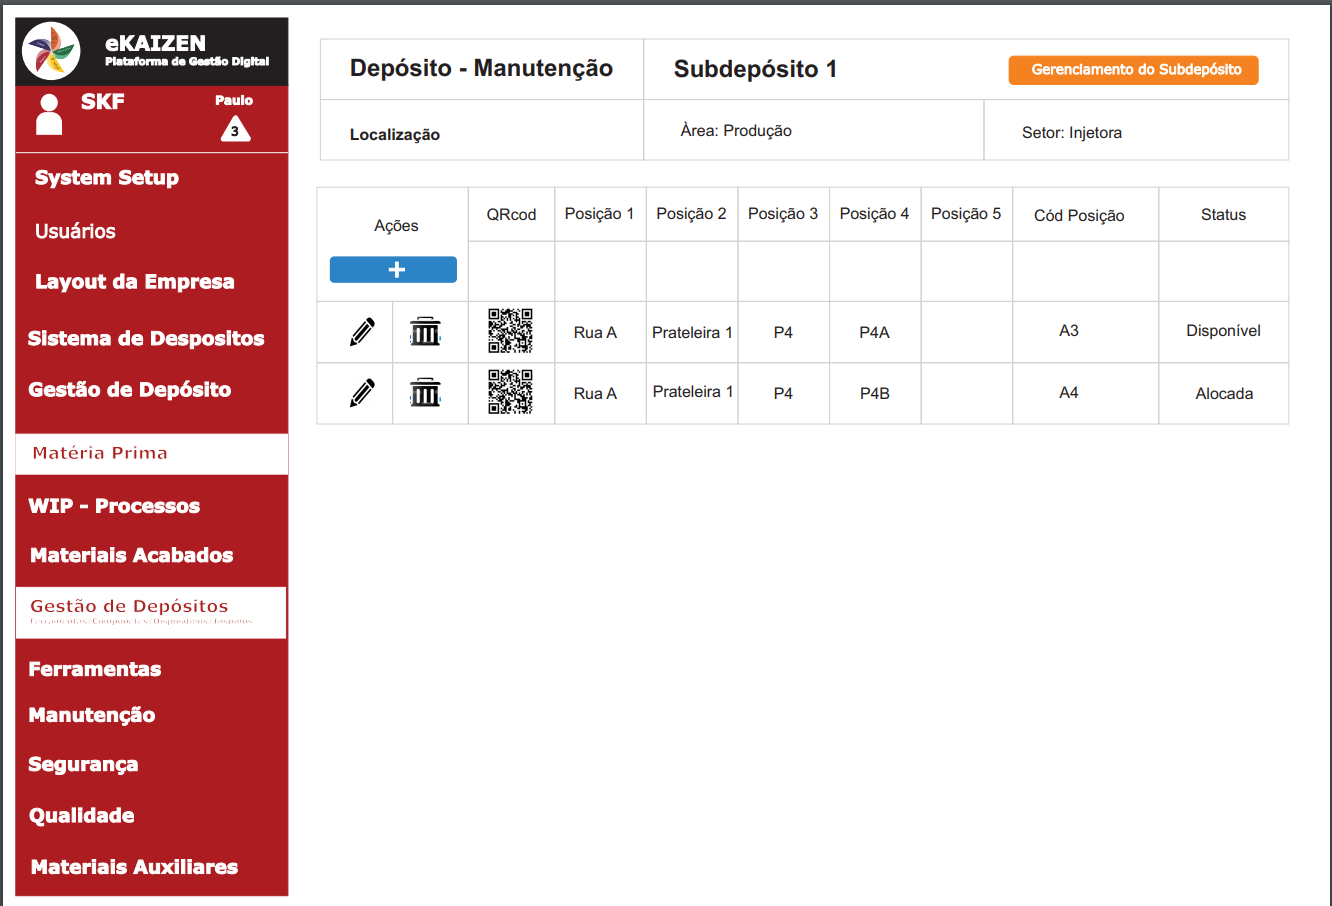 eKAIZEN
Plataforma de Gestão Digital
SKF
Paulo
3
System Setup
Usuários
Layout da Empresa
Sistema de Despositos
Gestão de Depósito
Matéria Prima
WIP - Processos
Materiais Acabados
Gestão de Depósitos
Ferramentas
Manutenção
Segurança
Qualidade
Materiais Auxiliares
Depósito - Manutenção
Subdepósito 1
Gerenciamento do Subdepósito
Localização
Àrea: Produção
Setor: Injetora
Ações
QRcod
Posição 1
Posição 2
Posição 3
Posição 4
Posição 5
Cód Posição
Status
+
Rua A
Prateleira 1
P4
P4A
A3
Disponível
Rua A
Prateleira 1
P4
P4B
A4
Alocada